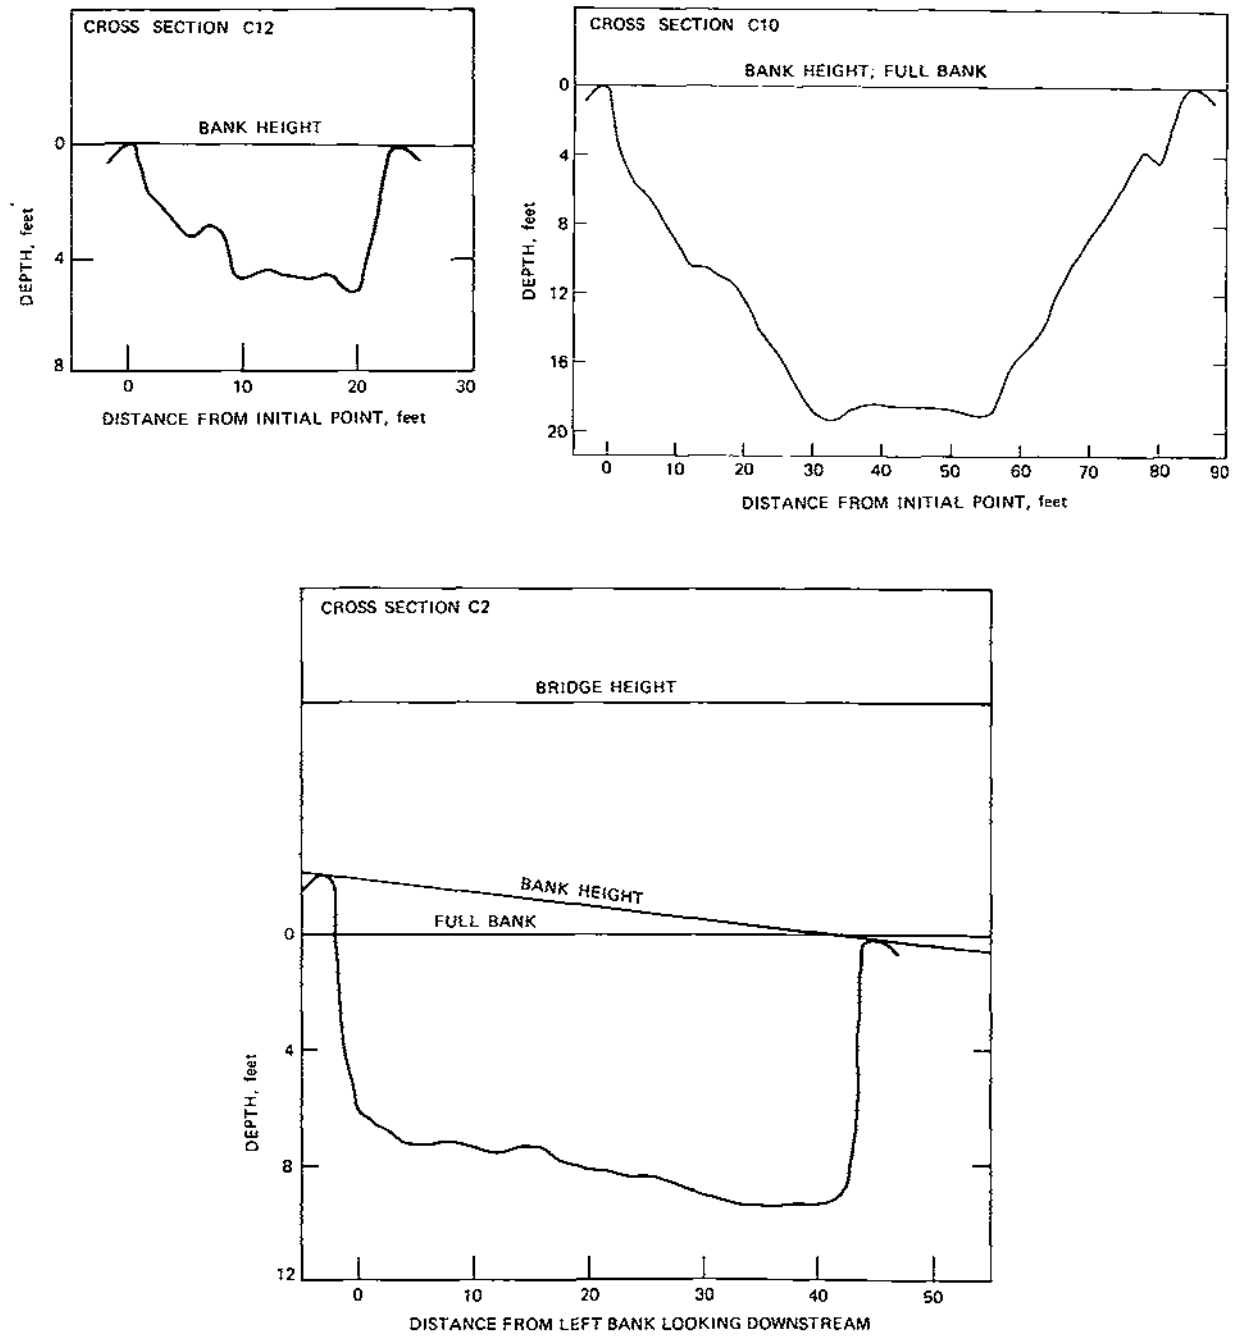 CROSS SECTION C12
BANK HEIGHT
0
4
8
DEPTH, feet
0 10 20 30
DISTANCE FROM INITIAL POINT, feet
CROSS SECTION C10
BANK HEIGHT; FULL BANK
0
4
8
12
16
20
DEPTH, feet
0 10 20 30 40 50 60 70 80 90
DISTANCE FROM INITIAL POINT, feet
CROSS SECTION C2
BRIDGE HEIGHT
BANK HEIGHT
FULL BANK
0
4
8
12
DEPTH, feet
0 10 20 30 40 50
DISTANCE FROM LEFT BANK LOOKING DOWNSTREAM